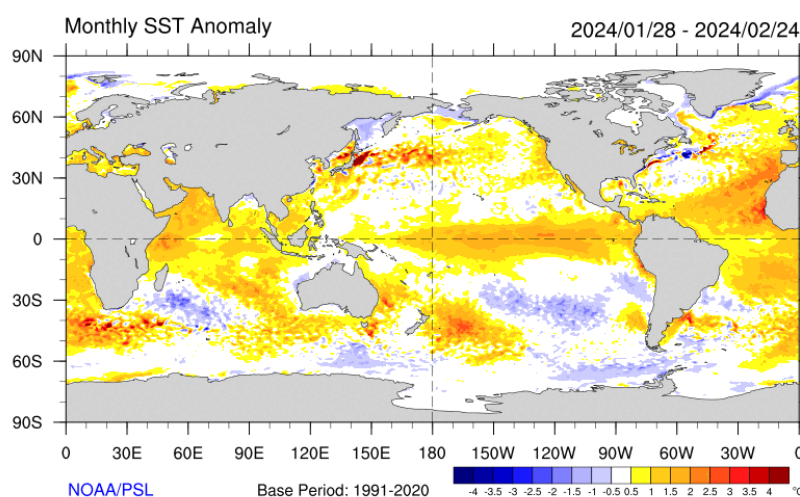 Monthly SST Anomaly 2024/01/28 - 2024/02/24
90N
60N
30N
0
30S
60S
90S
0 30E 60E 90E 120E 150E 180 150W 120W 90W 60W 30W 0
NOAA/PSL Base Period: 1991-2020
-4 -3.5 -3 -2.5 -2 -1.5 -1 -0.5 0.5 1 1.5 2 2.5 3 3.5 4 °C